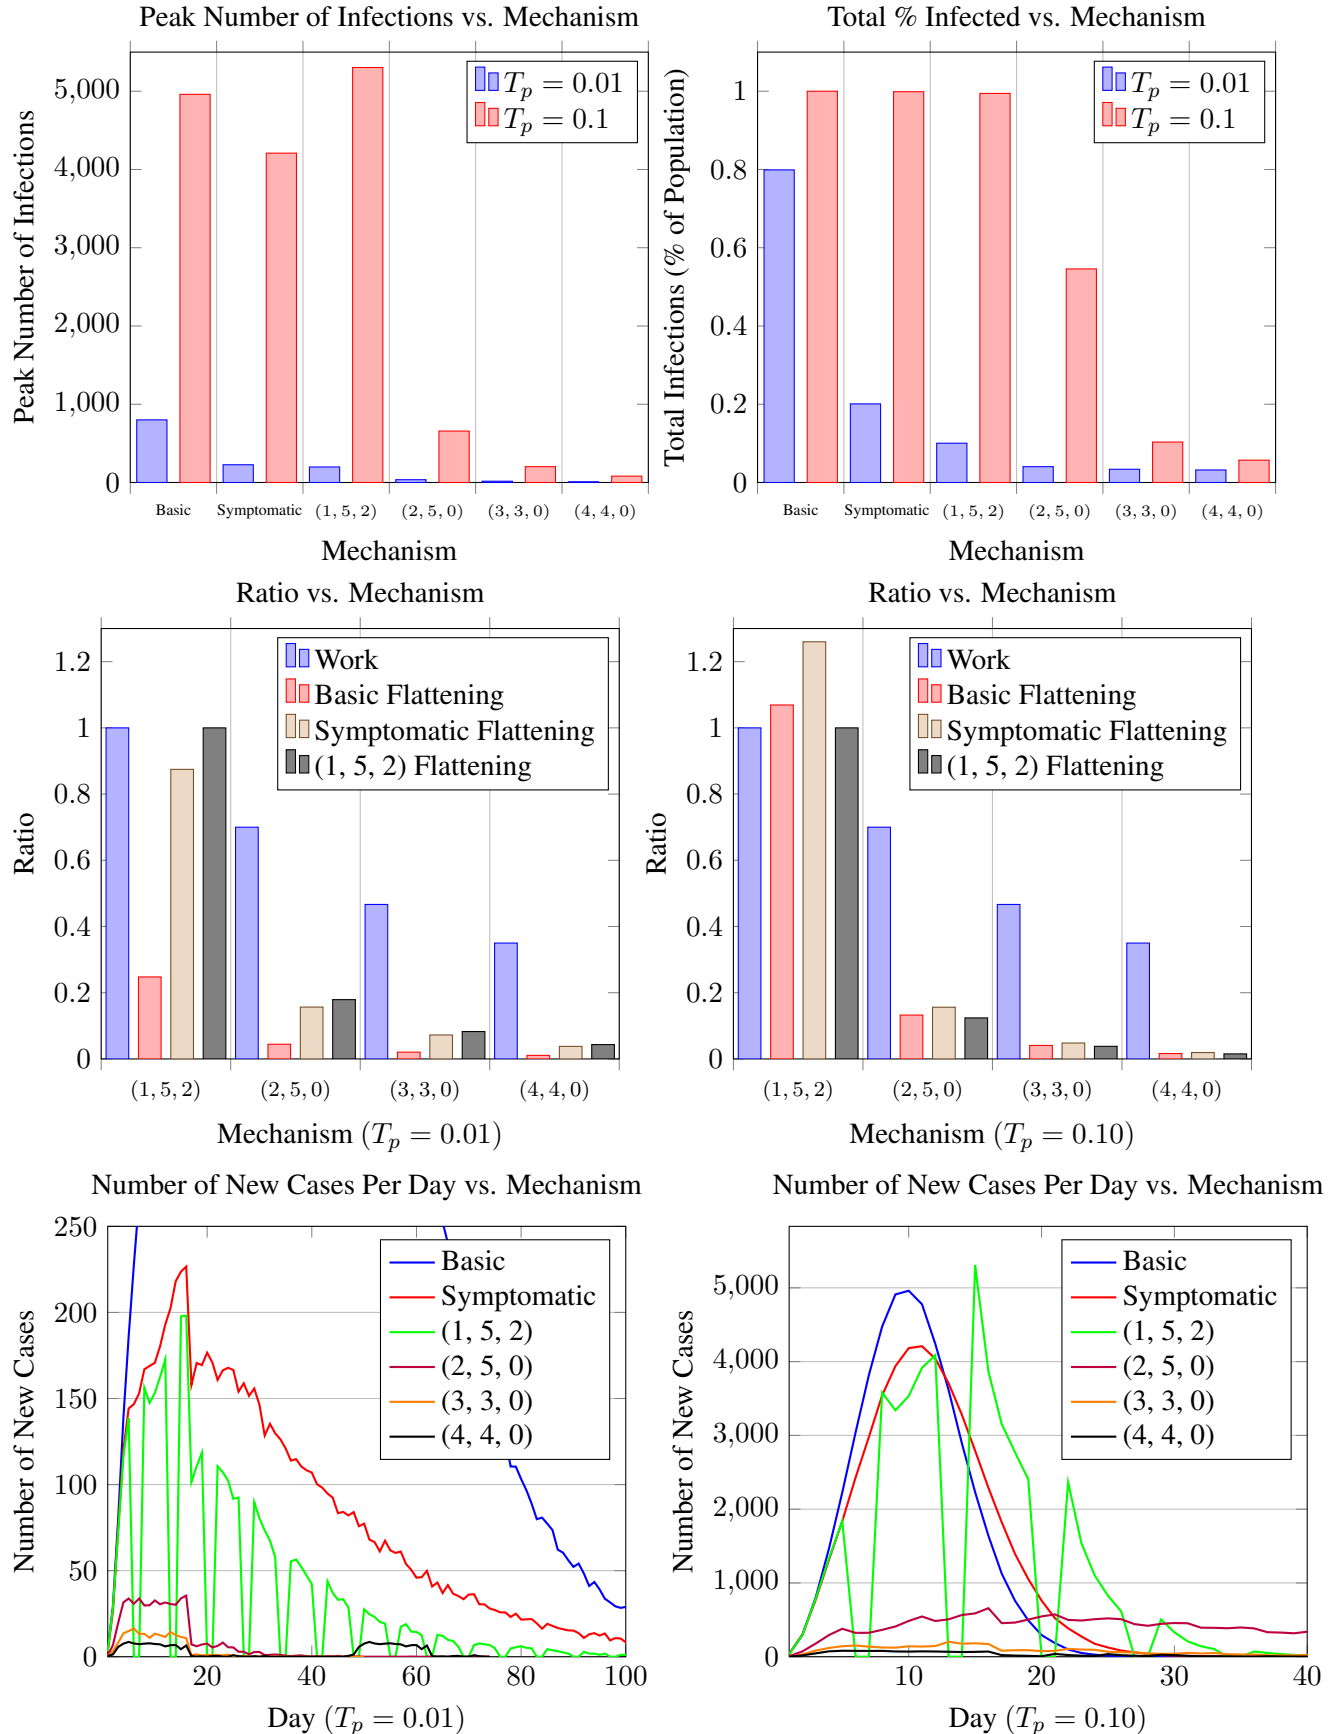 Peak Number of Infections vs. Mechanism
Peak Number of Infections
5,000
4,000
3,000
2,000
1,000
0
T_p = 0.01
T_p = 0.1
Basic Symptomatic (1, 5, 2) (2, 5, 0) (3, 3, 0) (4, 4, 0)
Mechanism
Total % Infected vs. Mechanism
Total Infections (% of Population)
1
0.8
0.6
0.4
0.2
0
T_p = 0.01
T_p = 0.1
Basic Symptomatic (1, 5, 2) (2, 5, 0) (3, 3, 0) (4, 4, 0)
Mechanism
Ratio vs. Mechanism
Ratio
1.2
1
0.8
0.6
0.4
0.2
0
Work
Basic Flattening
Symptomatic Flattening
(1, 5, 2) Flattening
(1, 5, 2) (2, 5, 0) (3, 3, 0) (4, 4, 0)
Mechanism (T_p = 0.01)
Ratio vs. Mechanism
Ratio
1.2
1
0.8
0.6
0.4
0.2
0
Work
Basic Flattening
Symptomatic Flattening
(1, 5, 2) Flattening
(1, 5, 2) (2, 5, 0) (3, 3, 0) (4, 4, 0)
Mechanism (T_p = 0.10)
Number of New Cases Per Day vs. Mechanism
Number of New Cases
250
200
150
100
50
0
Basic
Symptomatic
(1, 5, 2)
(2, 5, 0)
(3, 3, 0)
(4, 4, 0)
20 40 60 80 100
Day (T_p = 0.01)
Number of New Cases Per Day vs. Mechanism
Number of New Cases
5,000
4,000
3,000
2,000
1,000
0
Basic
Symptomatic
(1, 5, 2)
(2, 5, 0)
(3, 3, 0)
(4, 4, 0)
10 20 30 40
Day (T_p = 0.10)